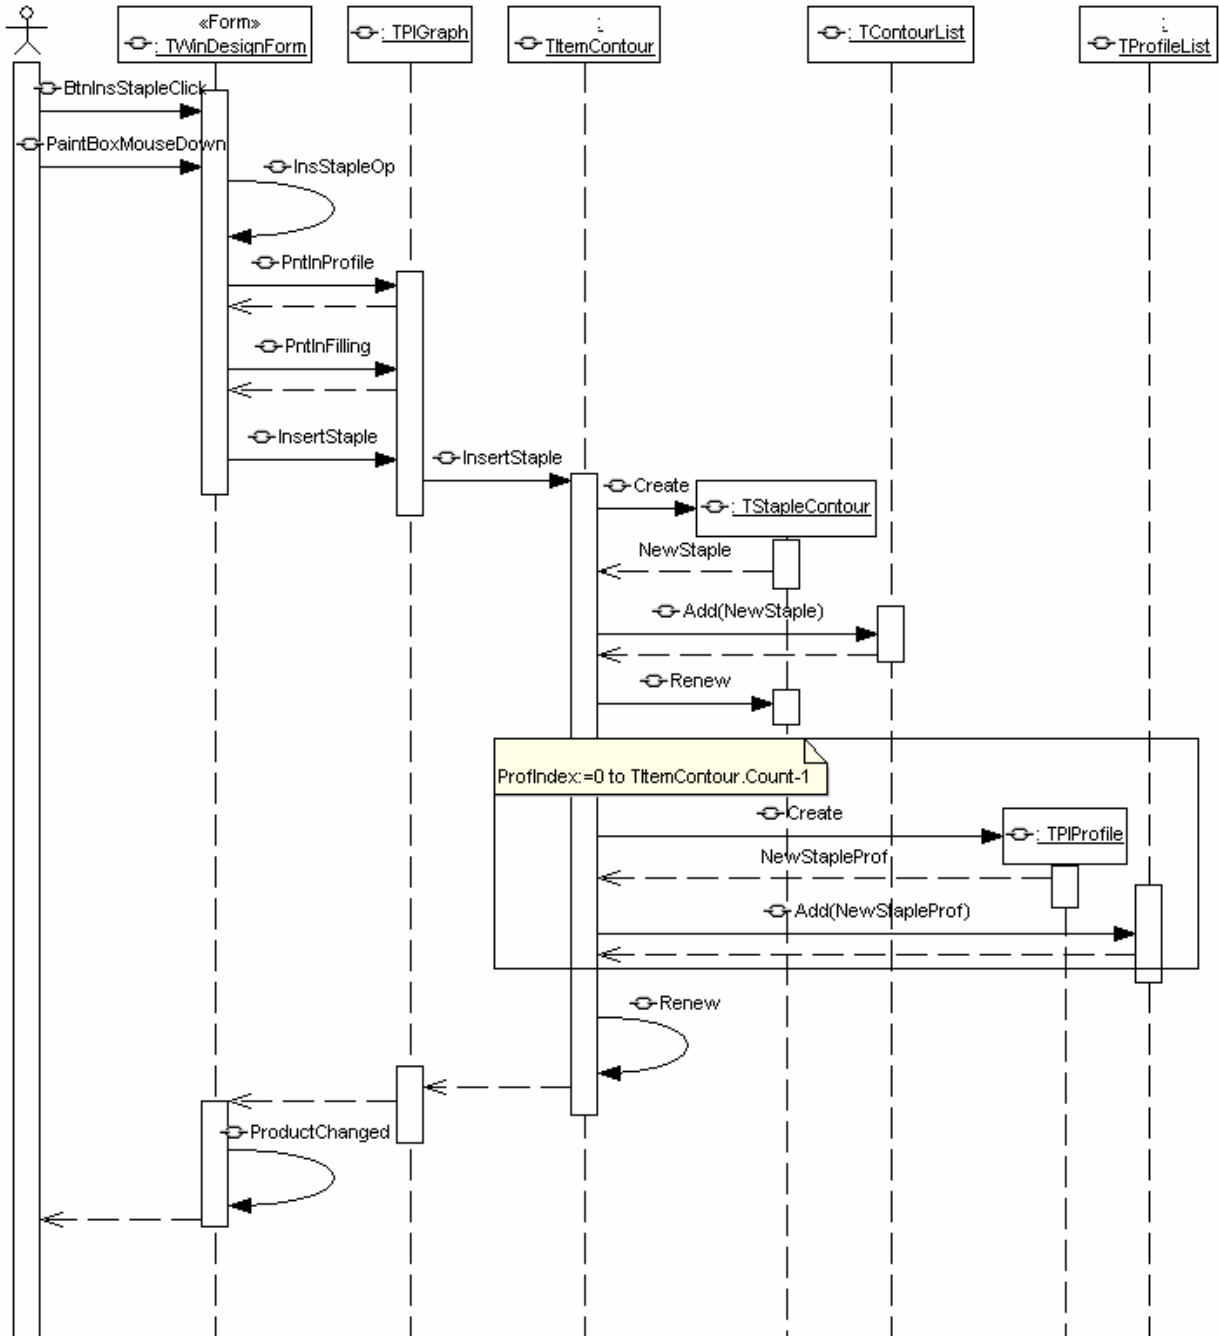 «Form»
: TWinDesignForm
: TPIGraph
:
TItemContour
: TContourList
:
TProfileList
BtnInsStapleClick
PaintBoxMouseDown
InsStapleOp
PntInProfile
PntInFilling
InsertStaple
InsertStaple
Create
: TStapleContour
NewStaple
Add(NewStaple)
Renew
ProfIndex:=0 to TItemContour.Count-1
Create
: TPIProfile
NewStapleProf
Add(NewStapleProf)
Renew
ProductChanged